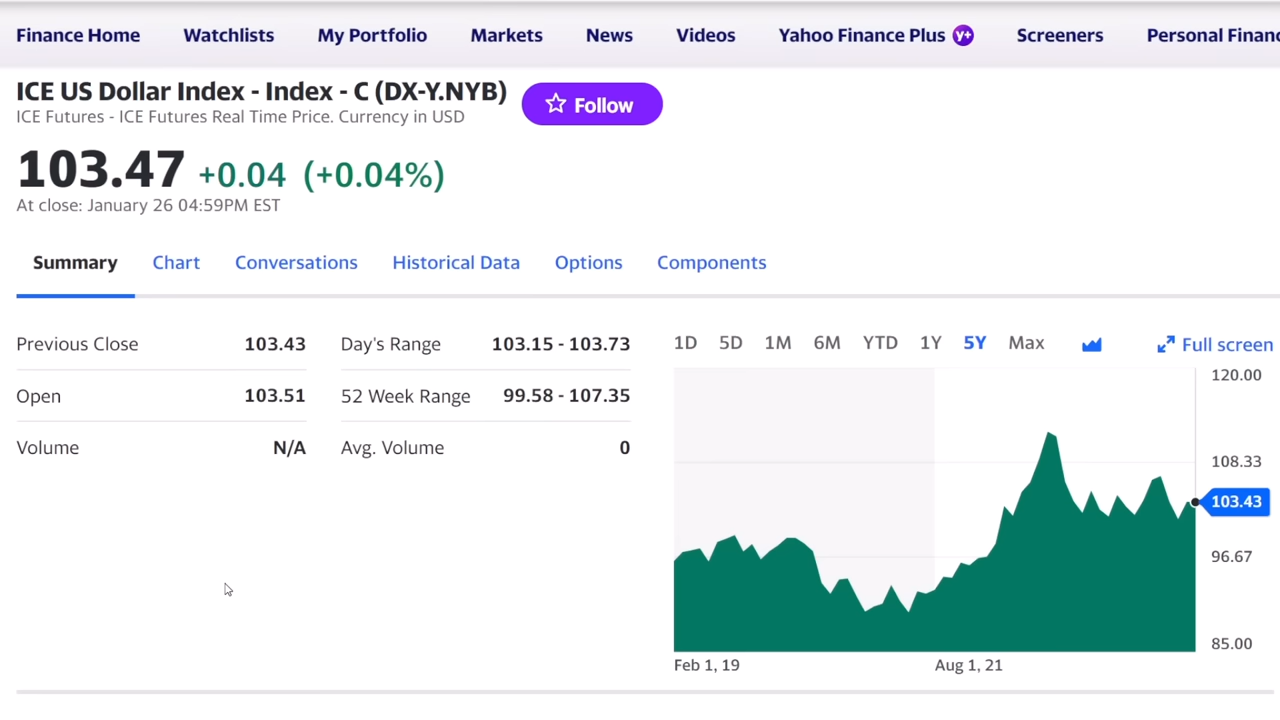 Finance Home Watchlists My Portfolio Markets News Videos Yahoo Finance Plus y+ Screeners Personal Financ
ICE US Dollar Index - Index - C (DX-Y.NYB)
Follow
ICE Futures - ICE Futures Real Time Price. Currency in USD
103.47 +0.04 (+0.04%)
At close: January 26 04:59PM EST
Summary Chart Conversations Historical Data Options Components
Previous Close 103.43
Open 103.51
Volume N/A
Day's Range 103.15 - 103.73
52 Week Range 99.58 - 107.35
Avg. Volume 0
1D 5D 1M 6M YTD 1Y 5Y Max Full screen
120.00
108.33
103.43
96.67
85.00
Feb 1, 19 Aug 1, 21